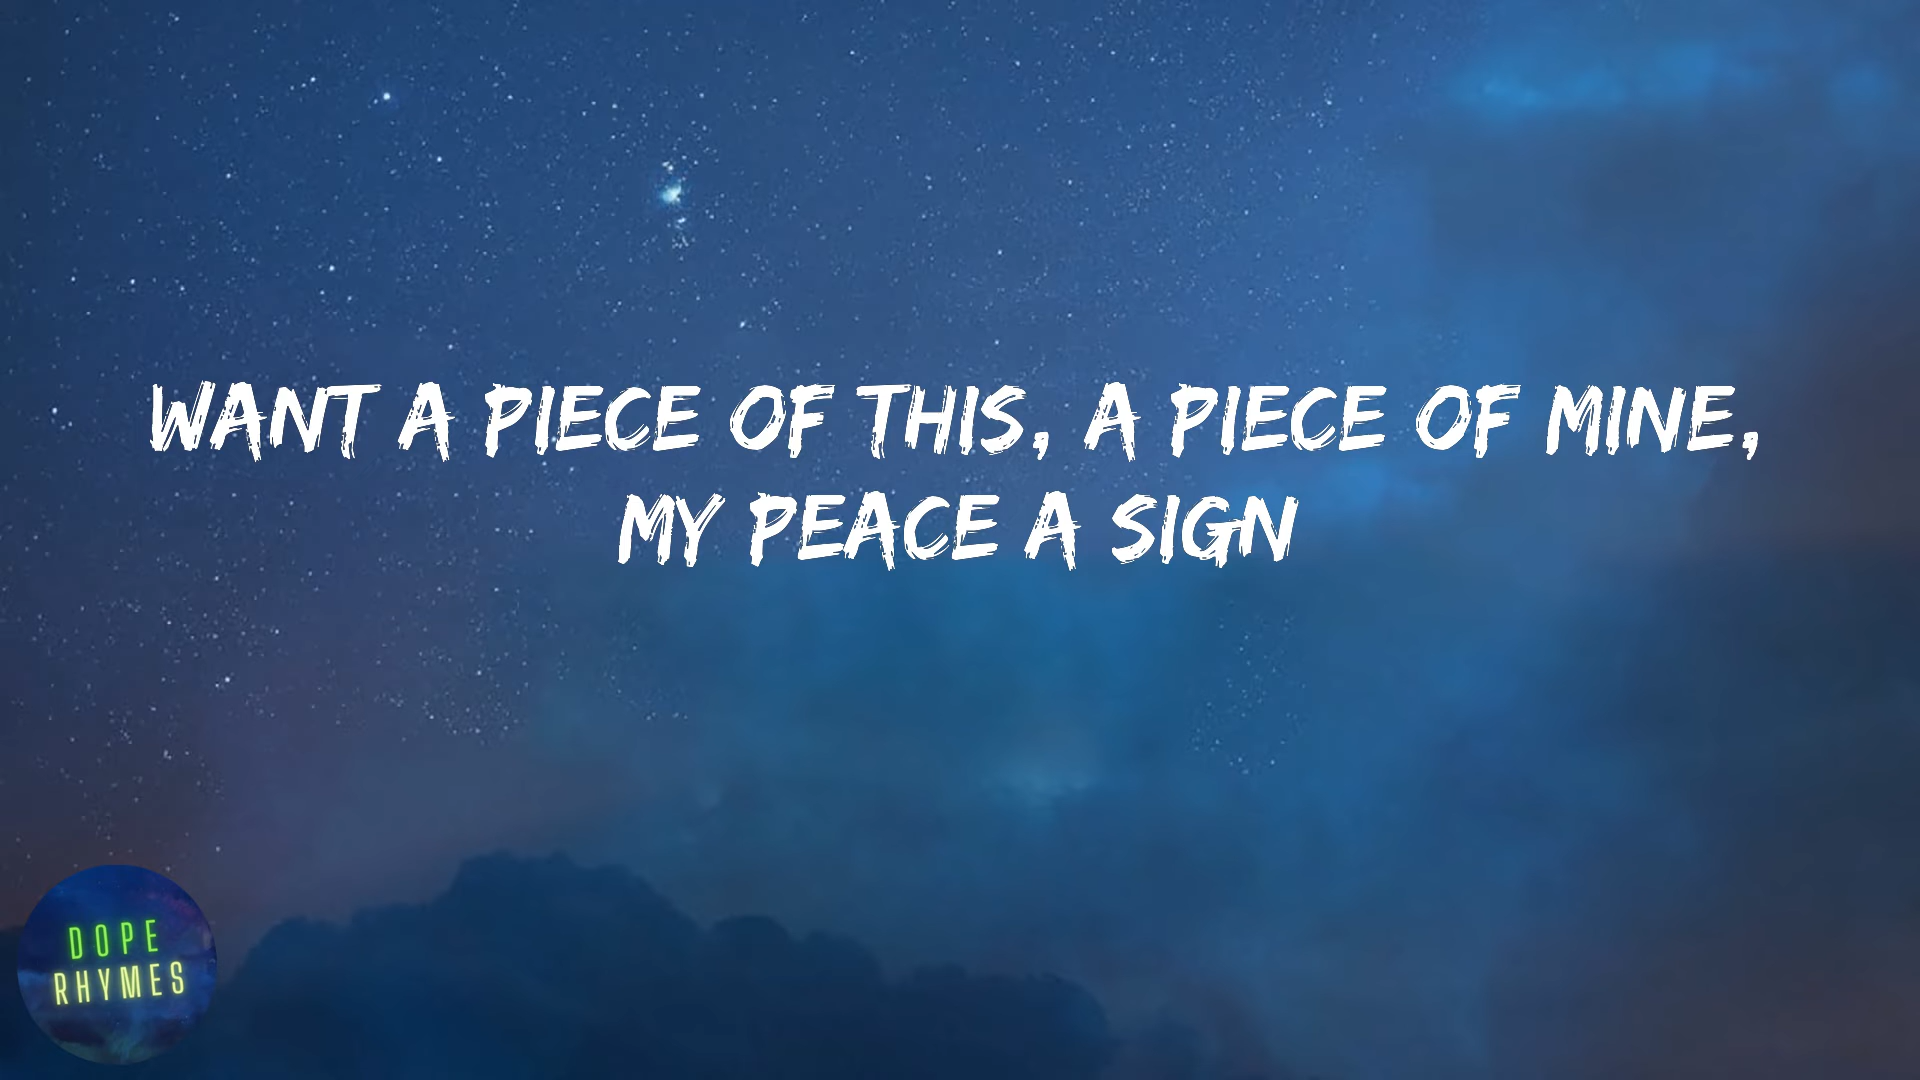 WANT A PIECE OF THIS, A PIECE OF MINE,
MY PEACE A SIGN
DOPE
RHYMES